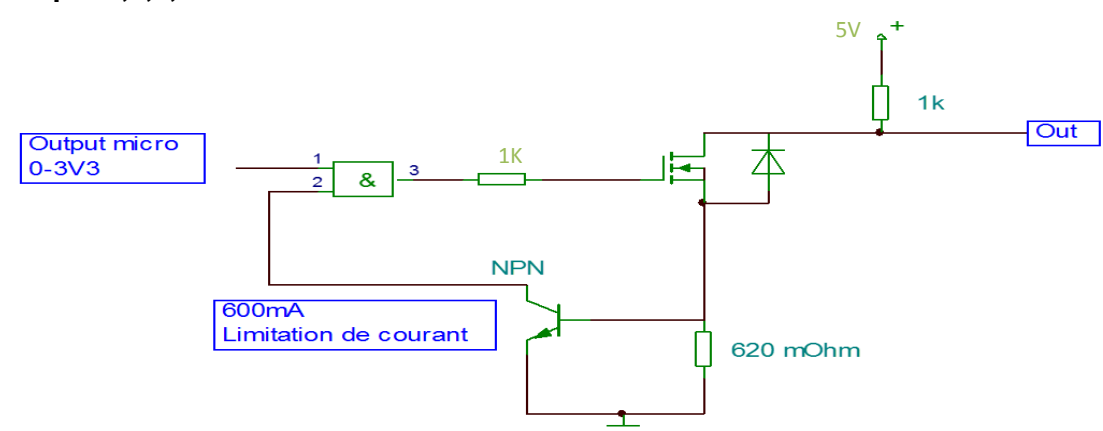 5V
+
1k
Out
Output micro
0-3V3
1
2
&
3
1K
NPN
600mA
Limitation de courant
620 mOhm